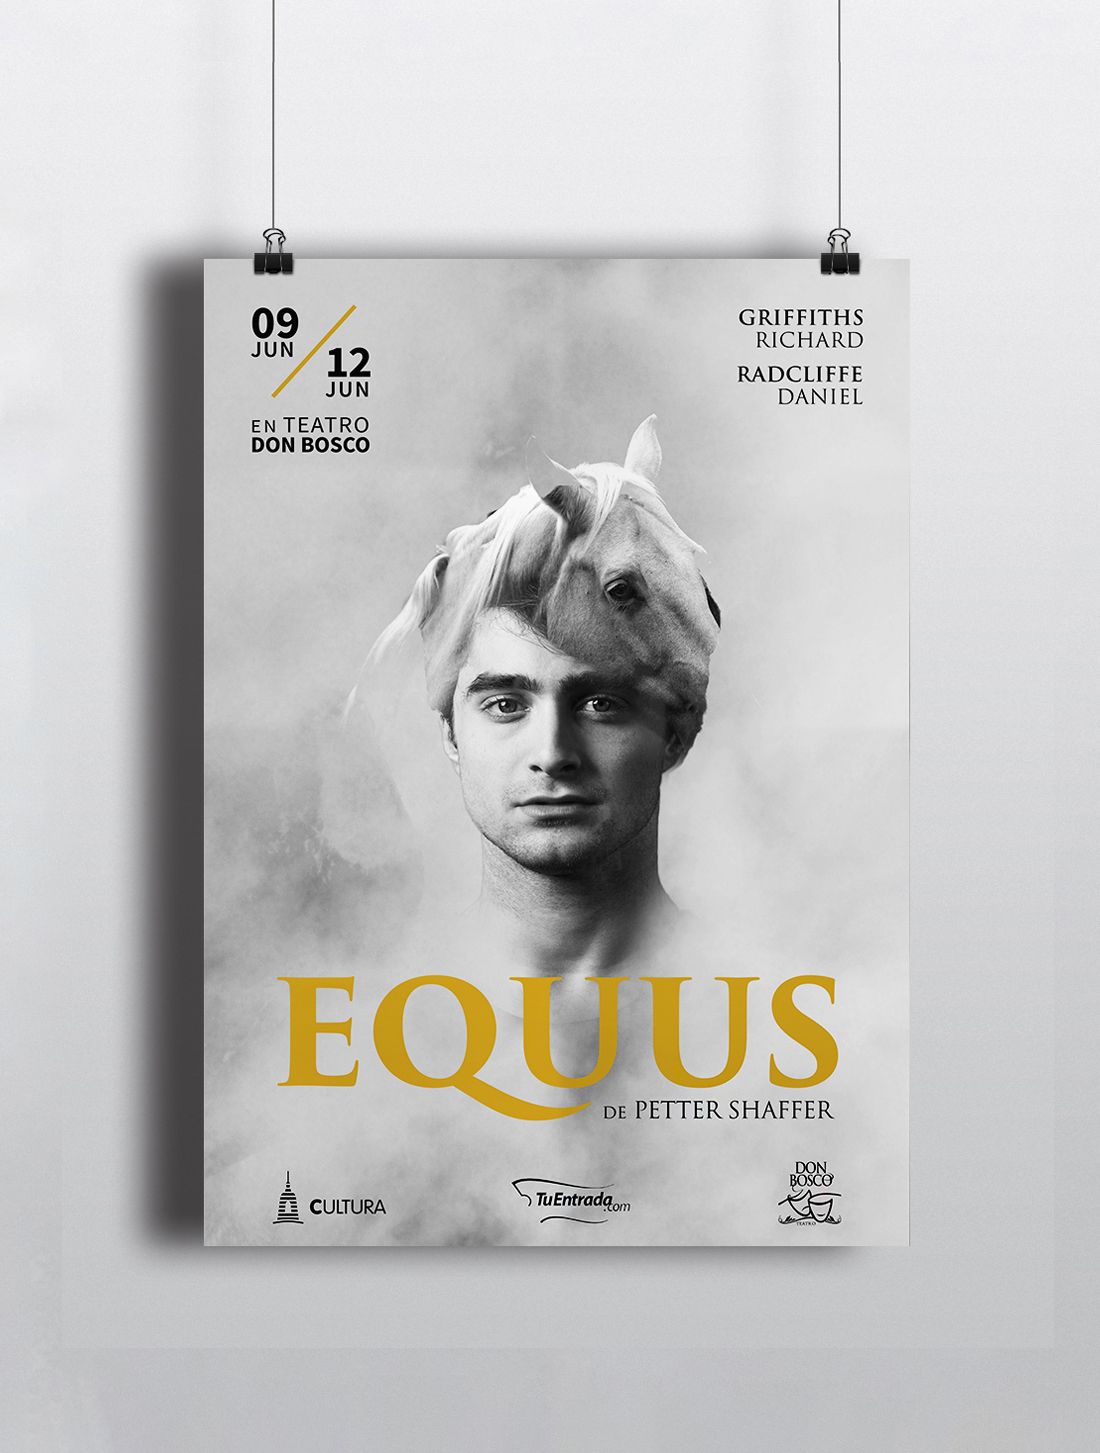 09
JUN
12
JUN
EN TEATRO
DON BOSCO
GRIFFITHS
RICHARD
RADCLIFFE
DANIEL
EQUUS
DE PETTER SHAFFER
CULTURA
TuEntrada.com
DON
BOSCO
TEATRO